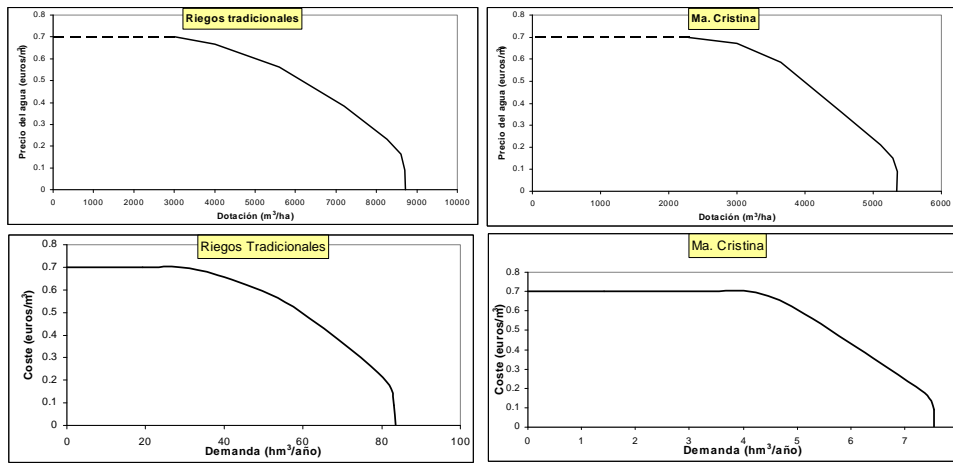 Riegos tradicionales
Precio del agua (euros/m³)
0.8
0.7
0.6
0.5
0.4
0.3
0.2
0.1
0
0 1000 2000 3000 4000 5000 6000 7000 8000 9000 10000
Dotación (m³/ha)
Ma. Cristina
Precio del agua (euros/m³)
0.8
0.7
0.6
0.5
0.4
0.3
0.2
0.1
0
0 1000 2000 3000 4000 5000 6000
Dotación (m³/ha)
Riegos Tradicionales
Coste (euros/m³)
0.8
0.7
0.6
0.5
0.4
0.3
0.2
0.1
0
0 20 40 60 80 100
Demanda (hm³/año)
Ma. Cristina
Coste (euros/m³)
0.8
0.7
0.6
0.5
0.4
0.3
0.2
0.1
0
0 1 2 3 4 5 6 7
Demanda (hm³/año)